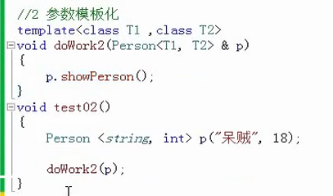 //2 参数模板化
template<class T1 ,class T2>
void doWork2(Person<T1, T2> & p)
{
p.showPerson();
}
void test02()
{
Person <string, int> p("呆贼", 18);
doWork2(p);
}